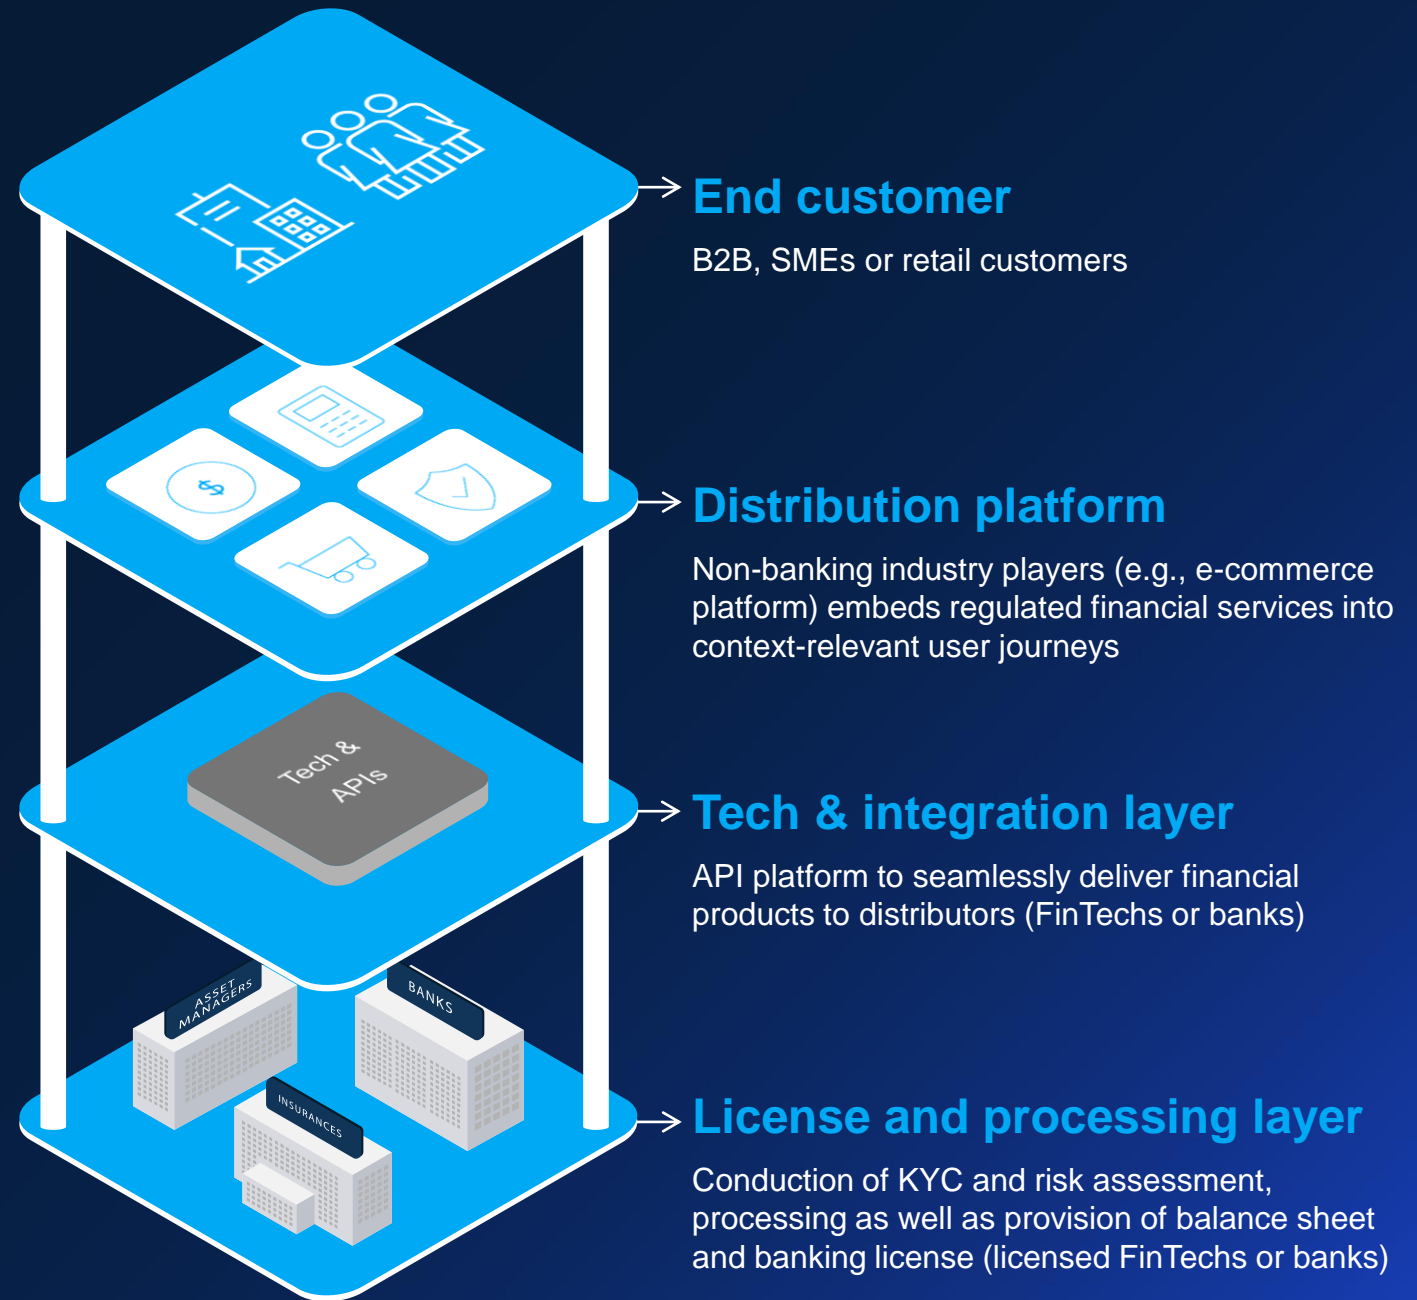 End customer
B2B, SMEs or retail customers
$
Distribution platform
Non-banking industry players (e.g., e-commerce
platform) embeds regulated financial services into
context-relevant user journeys
Tech &
APIs
Tech & integration layer
API platform to seamlessly deliver financial
products to distributors (FinTechs or banks)
ASSET
MANAGERS
BANKS
INSURANCES
License and processing layer
Conduction of KYC and risk assessment,
processing as well as provision of balance sheet
and banking license (licensed FinTechs or banks)